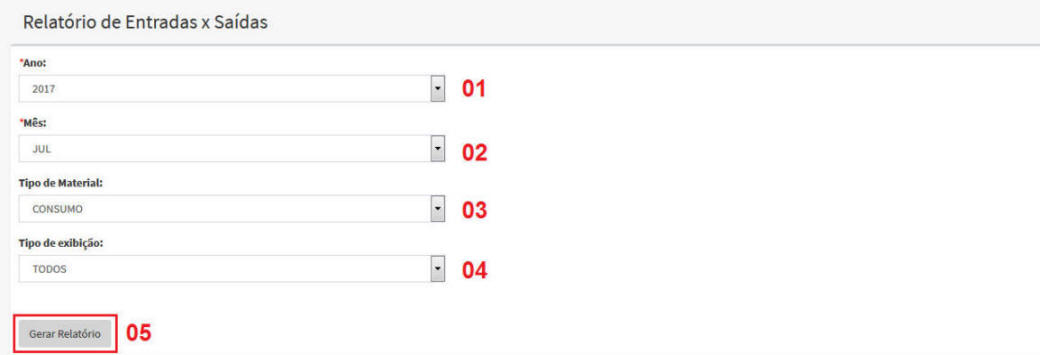 Relatório de Entradas x Saídas
*Ano:
2017 01
*Mês:
JUL 02
Tipo de Material:
CONSUMO 03
Tipo de exibição:
TODOS 04
Gerar Relatório 05